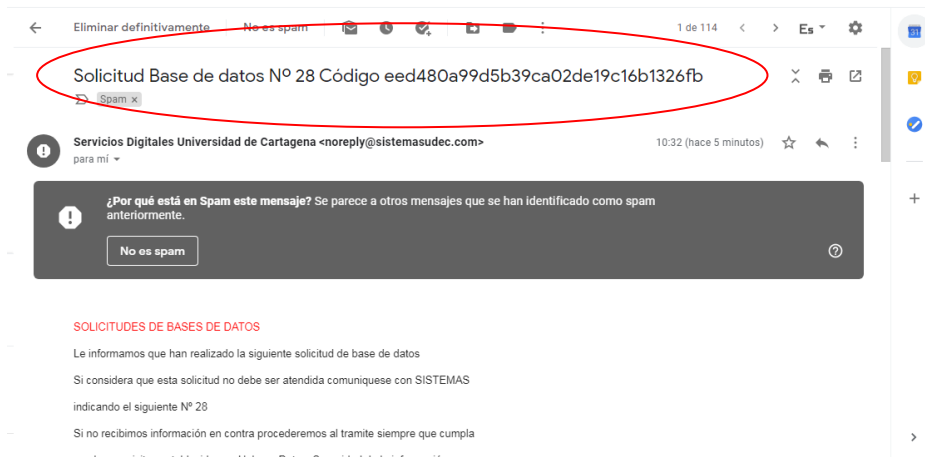 Eliminar definitivamente No es spam 1 de 114 Es
Solicitud Base de datos Nº 28 Código eed480a99d5b39ca02de19c16b1326fb
Spam x
Servicios Digitales Universidad de Cartagena <noreply@sistemasudec.com> 10:32 (hace 5 minutos)
para mí
¿Por qué está en Spam este mensaje? Se parece a otros mensajes que se han identificado como spam
anteriormente.
No es spam
SOLICITUDES DE BASES DE DATOS
Le informamos que han realizado la siguiente solicitud de base de datos
Si considera que esta solicitud no debe ser atendida comuniquese con SISTEMAS
indicando el siguiente Nº 28
Si no recibimos información en contra procederemos al tramite siempre que cumpla